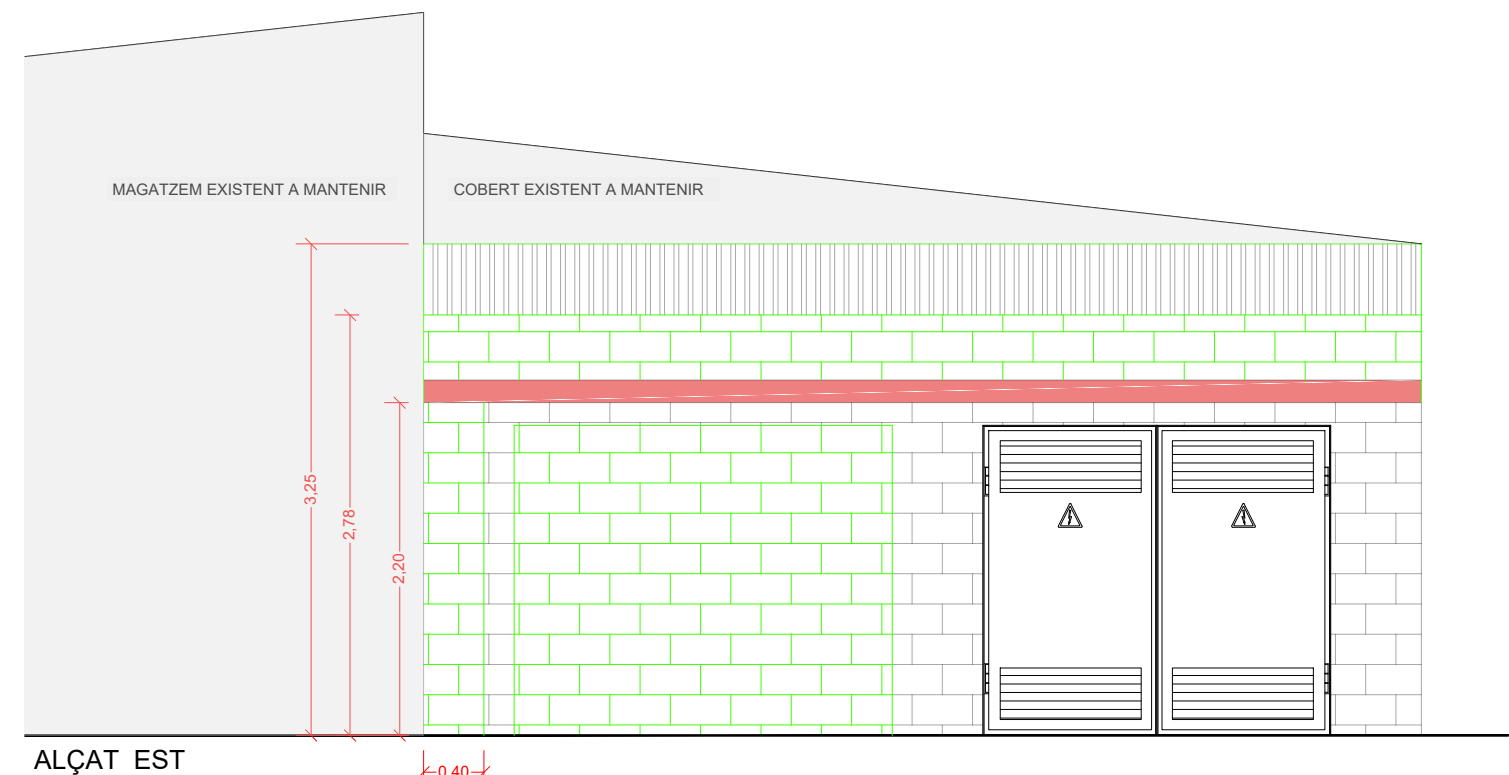 MAGATZEM EXISTENT A MANTENIR
COBERT EXISTENT A MANTENIR
3,25
2,78
2,20
ALÇAT EST
0,40